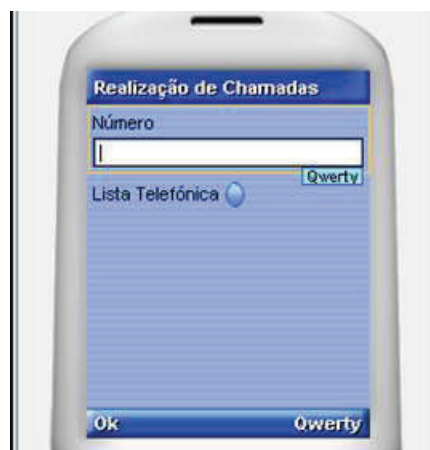 Realização de Chamadas
Número
Qwerty
Lista Telefónica
Ok Qwerty